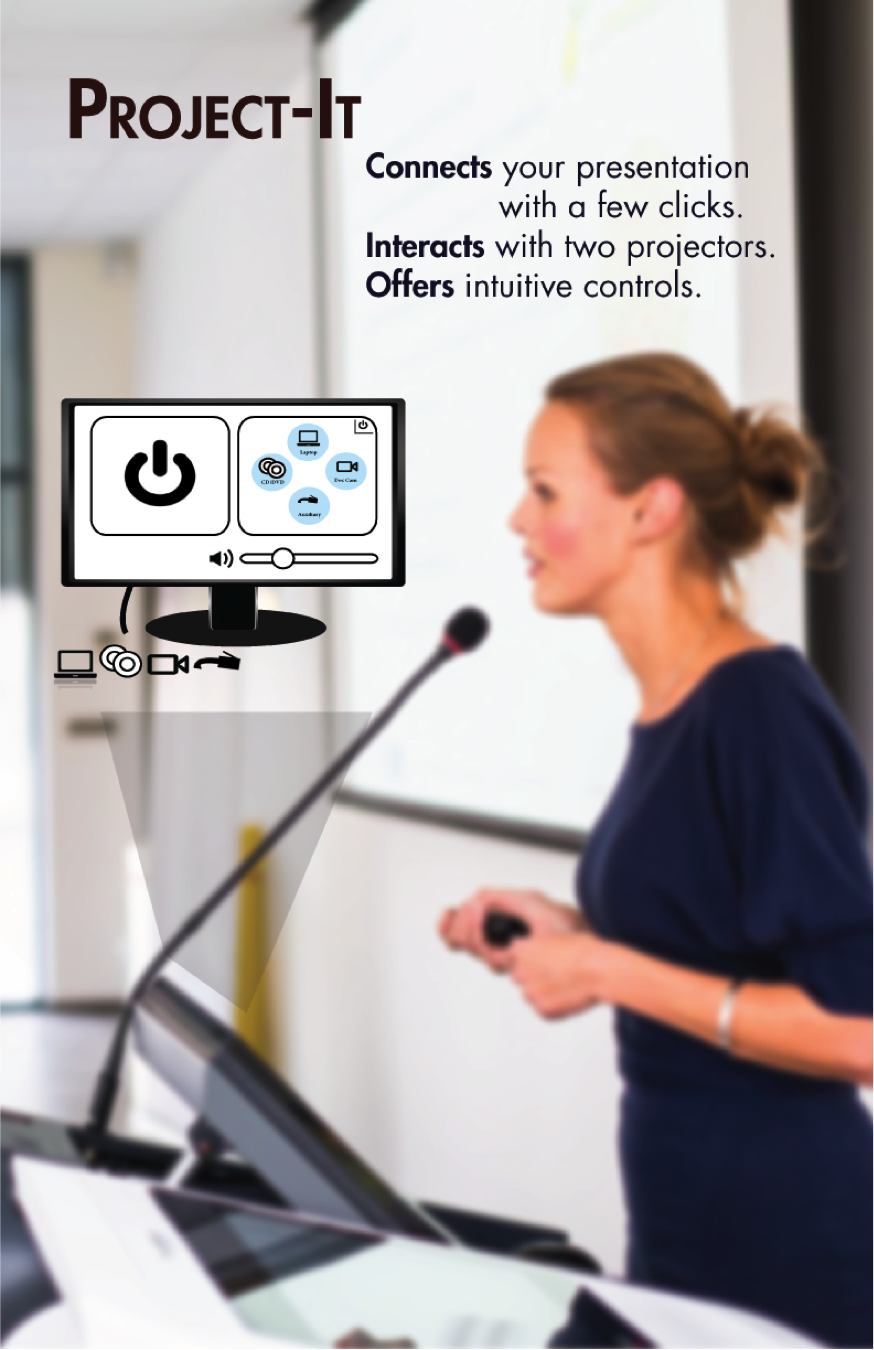 Project-It
Connects your presentation
with a few clicks.
Interacts with two projectors.
Offers intuitive controls.
Laptop
CD/DVD
Doc Cam
Auxiliary